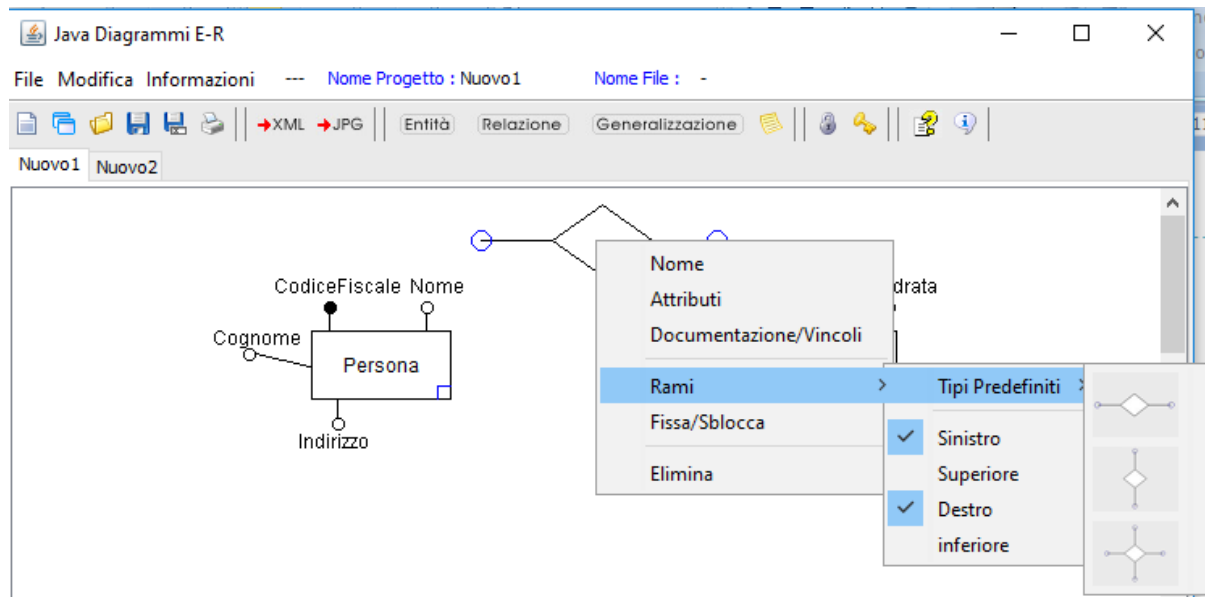 Java Diagrammi E-R
File Modifica Informazioni --- Nome Progetto : Nuovo1 Nome File : -
XML JPG Entità Relazione Generalizzazione
Nuovo1 Nuovo2
CodiceFiscale Nome
Cognome
Persona
Indirizzo
drata
Nome
Attributi
Documentazione/Vincoli
Rami
Fissa/Sblocca
Elimina
Tipi Predefiniti
Sinistro
Superiore
Destro
inferiore